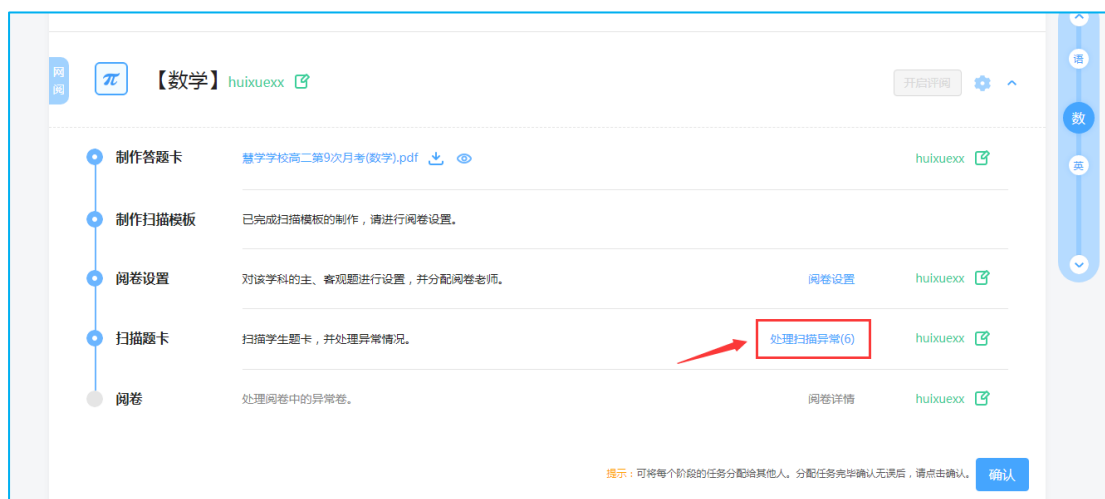 网阅
π
【数学】huixuexx
开启评阅
语
数
英
制作答题卡
慧学学校高二第9次月考(数学).pdf
huixuexx
制作扫描模板
已完成扫描模板的制作，请进行阅卷设置。
阅卷设置
对该学科的主、客观题进行设置，并分配阅卷老师。
阅卷设置
huixuexx
扫描题卡
扫描学生题卡，并处理异常情况。
处理扫描异常(6)
huixuexx
阅卷
处理阅卷中的异常卷。
阅卷详情
huixuexx
提示：可将每个阶段的任务分配给其他人。分配任务完毕确认无误后，请点击确认。
确认